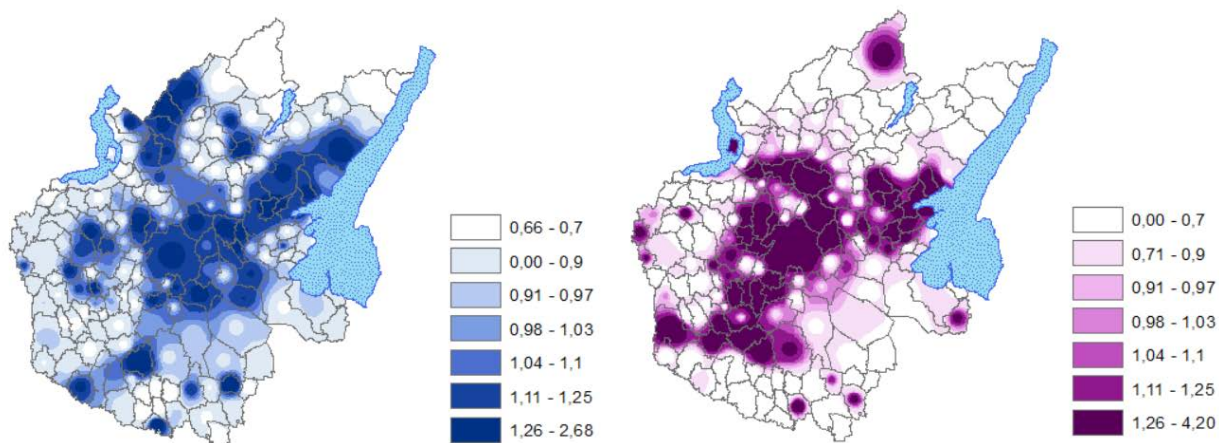 0,66 - 0,7
0,00 - 0,9
0,91 - 0,97
0,98 - 1,03
1,04 - 1,1
1,11 - 1,25
1,26 - 2,68
0,00 - 0,7
0,71 - 0,9
0,91 - 0,97
0,98 - 1,03
1,04 - 1,1
1,11 - 1,25
1,26 - 4,20